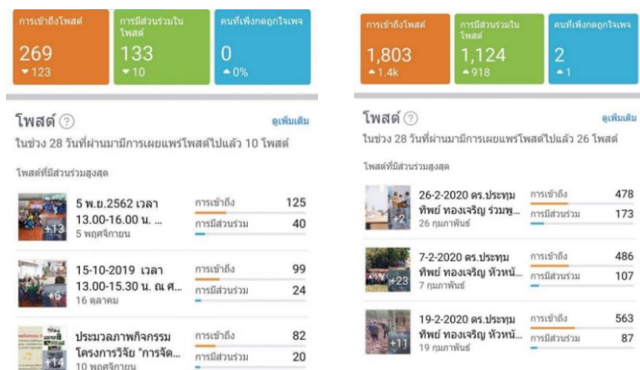 การเข้าถึงโพสต์
269
123
การมีส่วนร่วมใน
โพสต์
133
10
คนที่เพิ่งกดถูกใจเพจ
0
0%
โพสต์ ?
ดูเพิ่มเติม
ในช่วง 28 วันที่ผ่านมามีการเผยแพร่โพสต์ไปแล้ว 10 โพสต์
โพสต์ที่มีส่วนร่วมสูงสุด
+13
5 พ.ย.2562 เวลา
13.00-16.00 น. ...
5 พฤศจิกายน
การเข้าถึง 125
การมีส่วนร่วม 40
+6
15-10-2019 เวลา
13.00-15.30 น. ณ ศ...
16 ตุลาคม
การเข้าถึง 99
การมีส่วนร่วม 24
+14
ประมวลภาพกิจกรรม
โครงการวิจัย "การจัด...
10 พฤศจิกายน
การเข้าถึง 82
การมีส่วนร่วม 20
การเข้าถึงโพสต์
1,803
1.4k
การมีส่วนร่วมใน
โพสต์
1,124
918
คนที่เพิ่งกดถูกใจเพจ
2
1
โพสต์ ?
ดูเพิ่มเติม
ในช่วง 28 วันที่ผ่านมามีการเผยแพร่โพสต์ไปแล้ว 26 โพสต์
โพสต์ที่มีส่วนร่วมสูงสุด
+2
26-2-2020 ดร.ประทุม
ทิพย์ ทองเจริญ ร่วมพู...
26 กุมภาพันธ์
การเข้าถึง 478
การมีส่วนร่วม 173
+23
7-2-2020 ดร.ประทุม
ทิพย์ ทองเจริญ หัวหน้...
7 กุมภาพันธ์
การเข้าถึง 486
การมีส่วนร่วม 107
+11
19-2-2020 ดร.ประทุม
ทิพย์ ทองเจริญ หัวหน้...
19 กุมภาพันธ์
การเข้าถึง 563
การมีส่วนร่วม 87